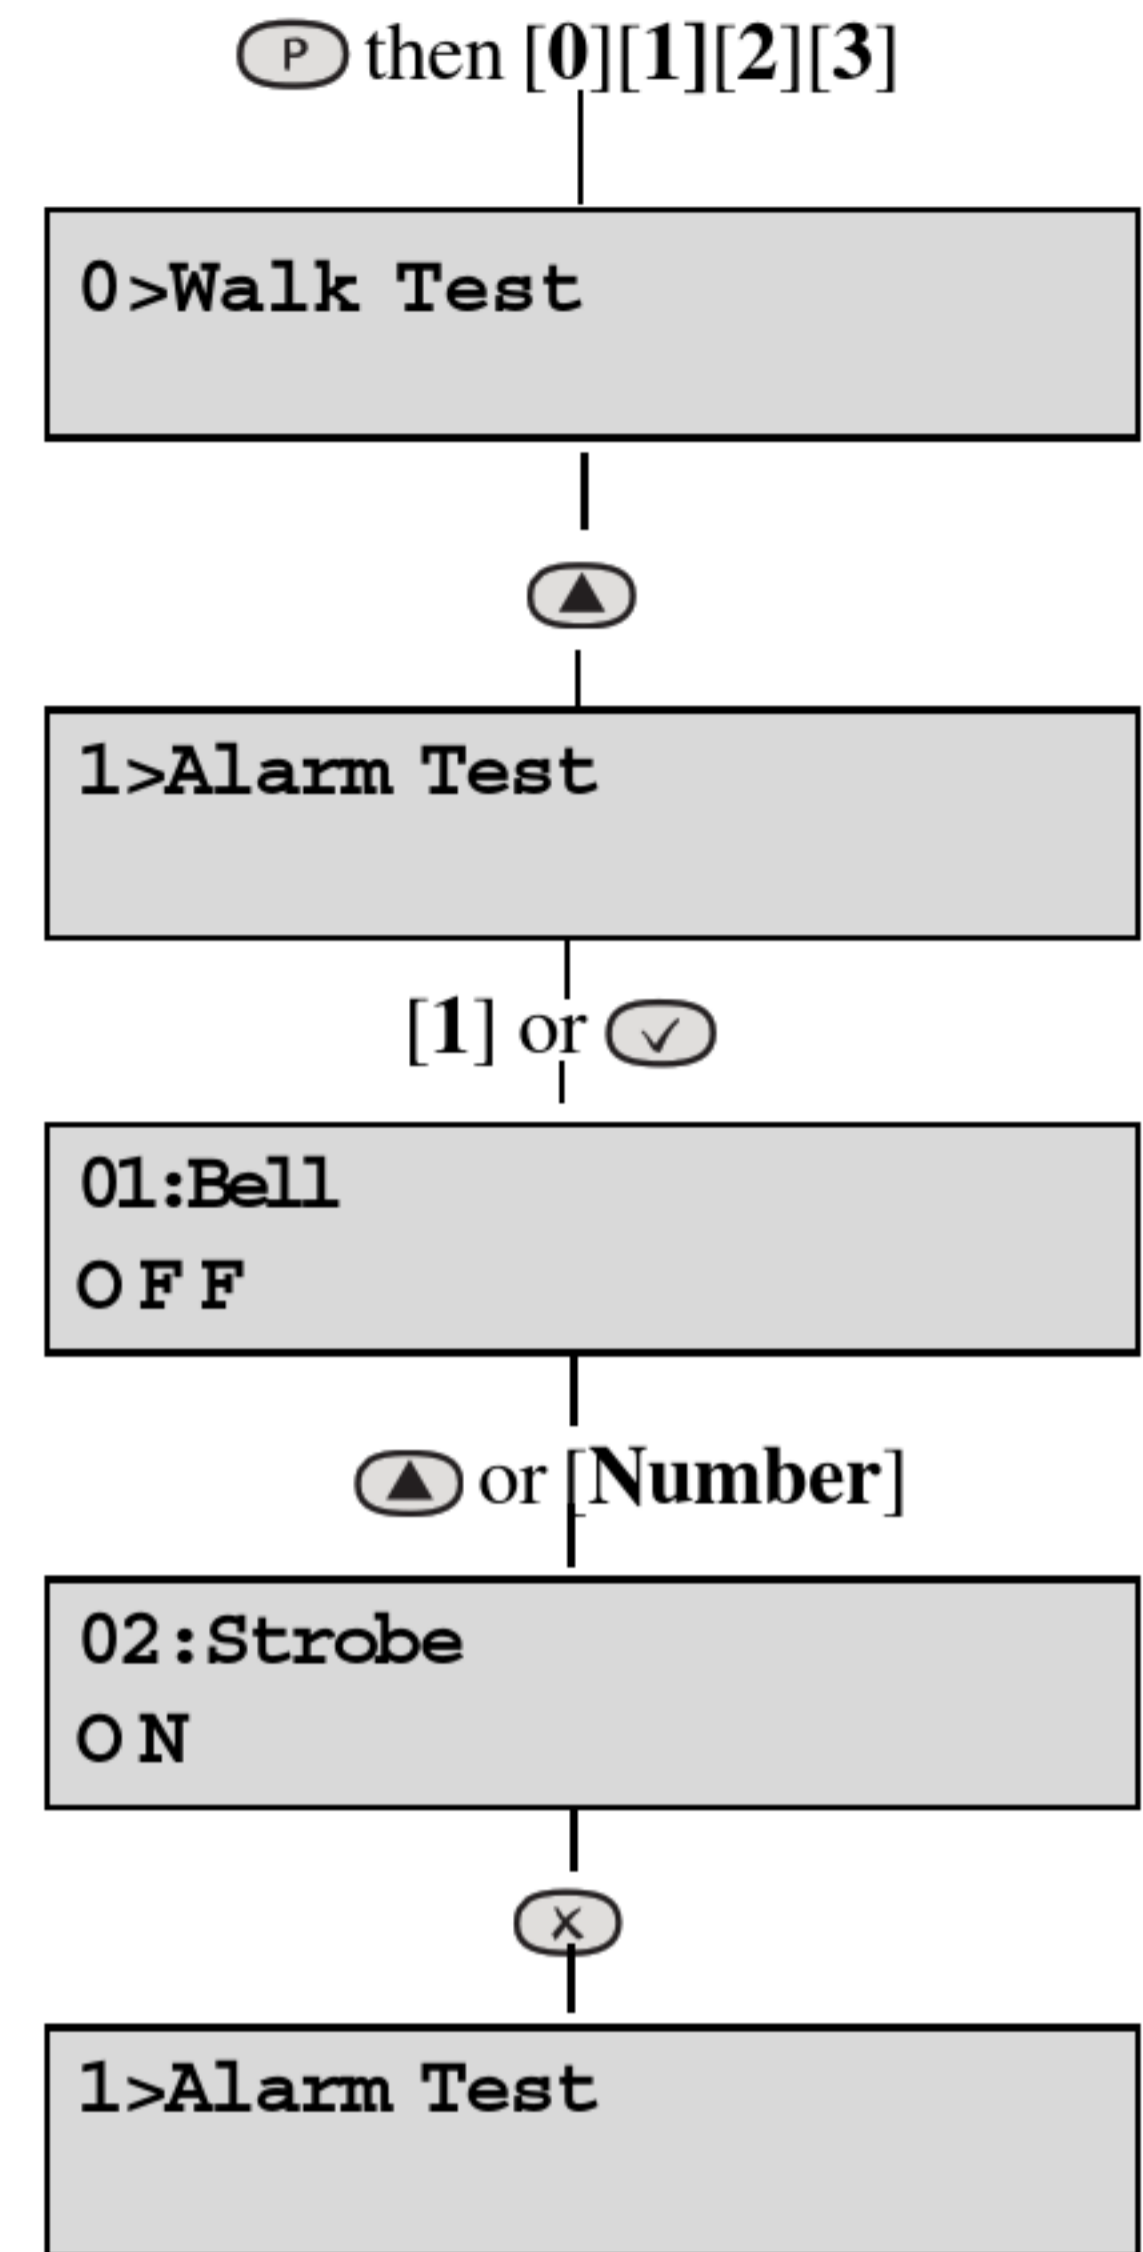 P then [0][1][2][3]
0>Walk Test
▲
1>Alarm Test
[1] or ✓
01:Bell
OFF
▲ or [Number]
02:Strobe
ON
X
1>Alarm Test